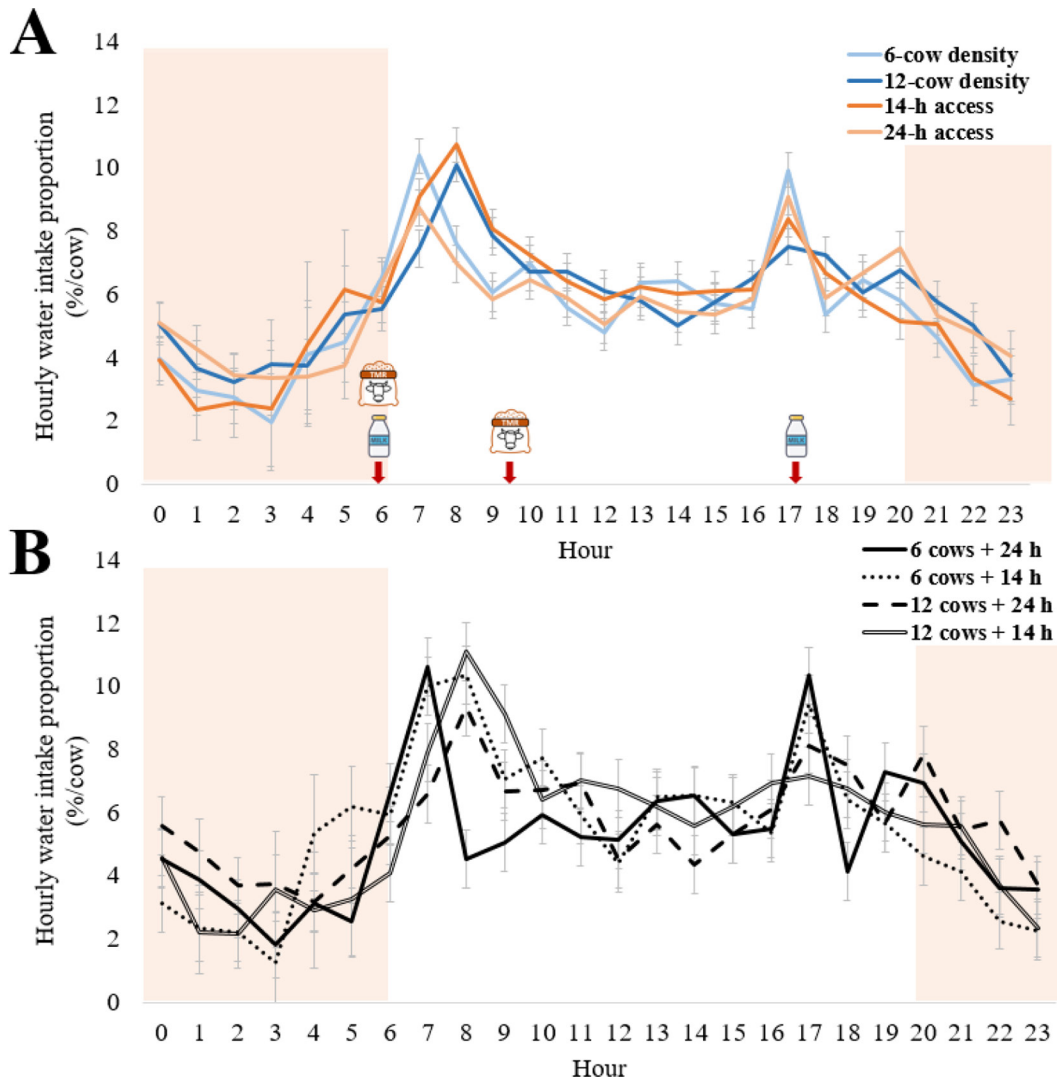 A
14
12
10
8
6
4
2
0
Hourly water intake proportion
(%/cow)
6-cow density
12-cow density
14-h access
24-h access
TMR
MILK
TMR
MILK
0 1 2 3 4 5 6 7 8 9 10 11 12 13 14 15 16 17 18 19 20 21 22 23
Hour
B
14
12
10
8
6
4
2
0
Hourly water intake proportion
(%/cow)
6 cows + 24 h
6 cows + 14 h
12 cows + 24 h
12 cows + 14 h
0 1 2 3 4 5 6 7 8 9 10 11 12 13 14 15 16 17 18 19 20 21 22 23
Hour